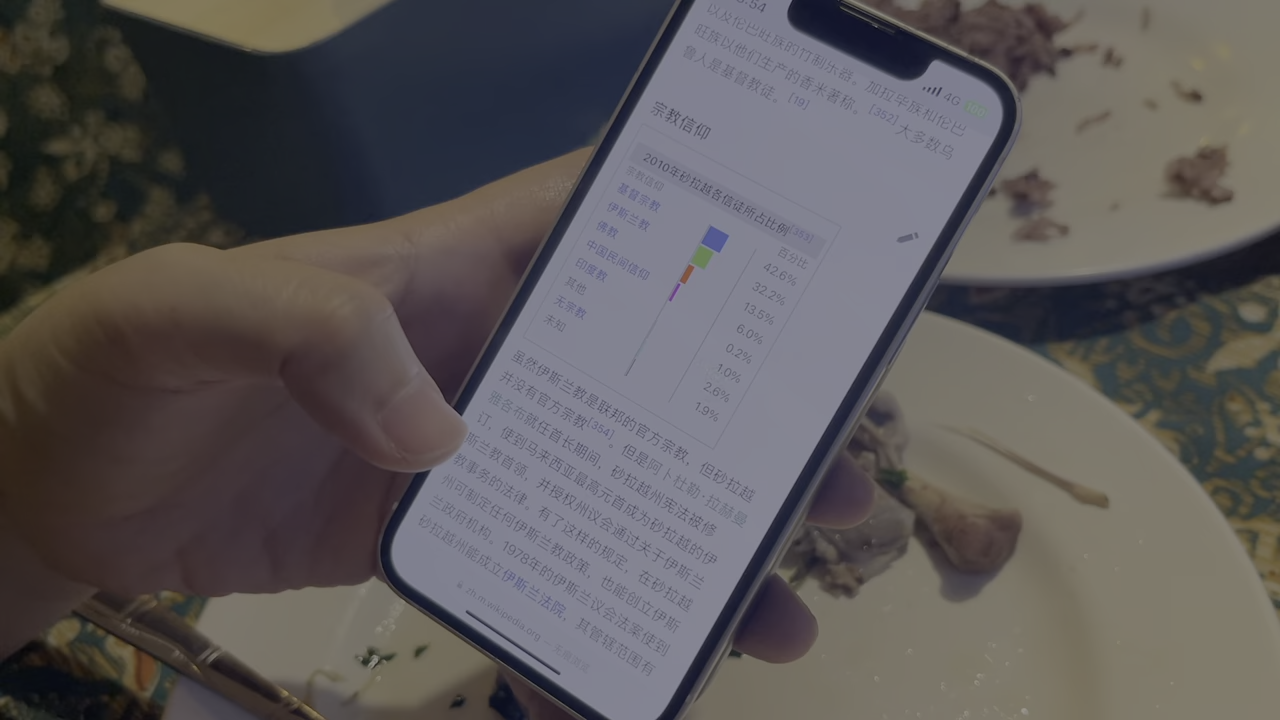 :54
4G
以及伦巴旺族的竹制乐器。加拉毕族和伦巴
旺族以他们生产的香米著称。[352]大多数乌
鲁人是基督教徒。[19]
宗教信仰
2010年砂拉越各信徒所占比例[353]
宗教信仰 百分比
基督宗教 42.6%
伊斯兰教 32.2%
佛教 13.5%
中国民间信仰 6.0%
印度教 0.2%
其他 1.0%
无宗教 2.6%
未知 1.9%
虽然伊斯兰教是联邦的官方宗教，但砂拉越
并没有官方宗教[354]。但是阿卜杜勒·拉赫曼
雅各布就任首长期间，砂拉越州宪法被修
订，使到马来西亚最高元首成为砂拉越的伊
斯兰教首领，并授权州议会通过关于伊斯兰
教事务的法律。有了这样的规定，在砂拉越
州可制定任何伊斯兰教政策，也能创立伊斯
兰政府机构。1978年的伊斯兰议会法案使到
砂拉越州能成立伊斯兰法院，其管辖范围有
zh.m.wikipedia.org — 无痕浏览